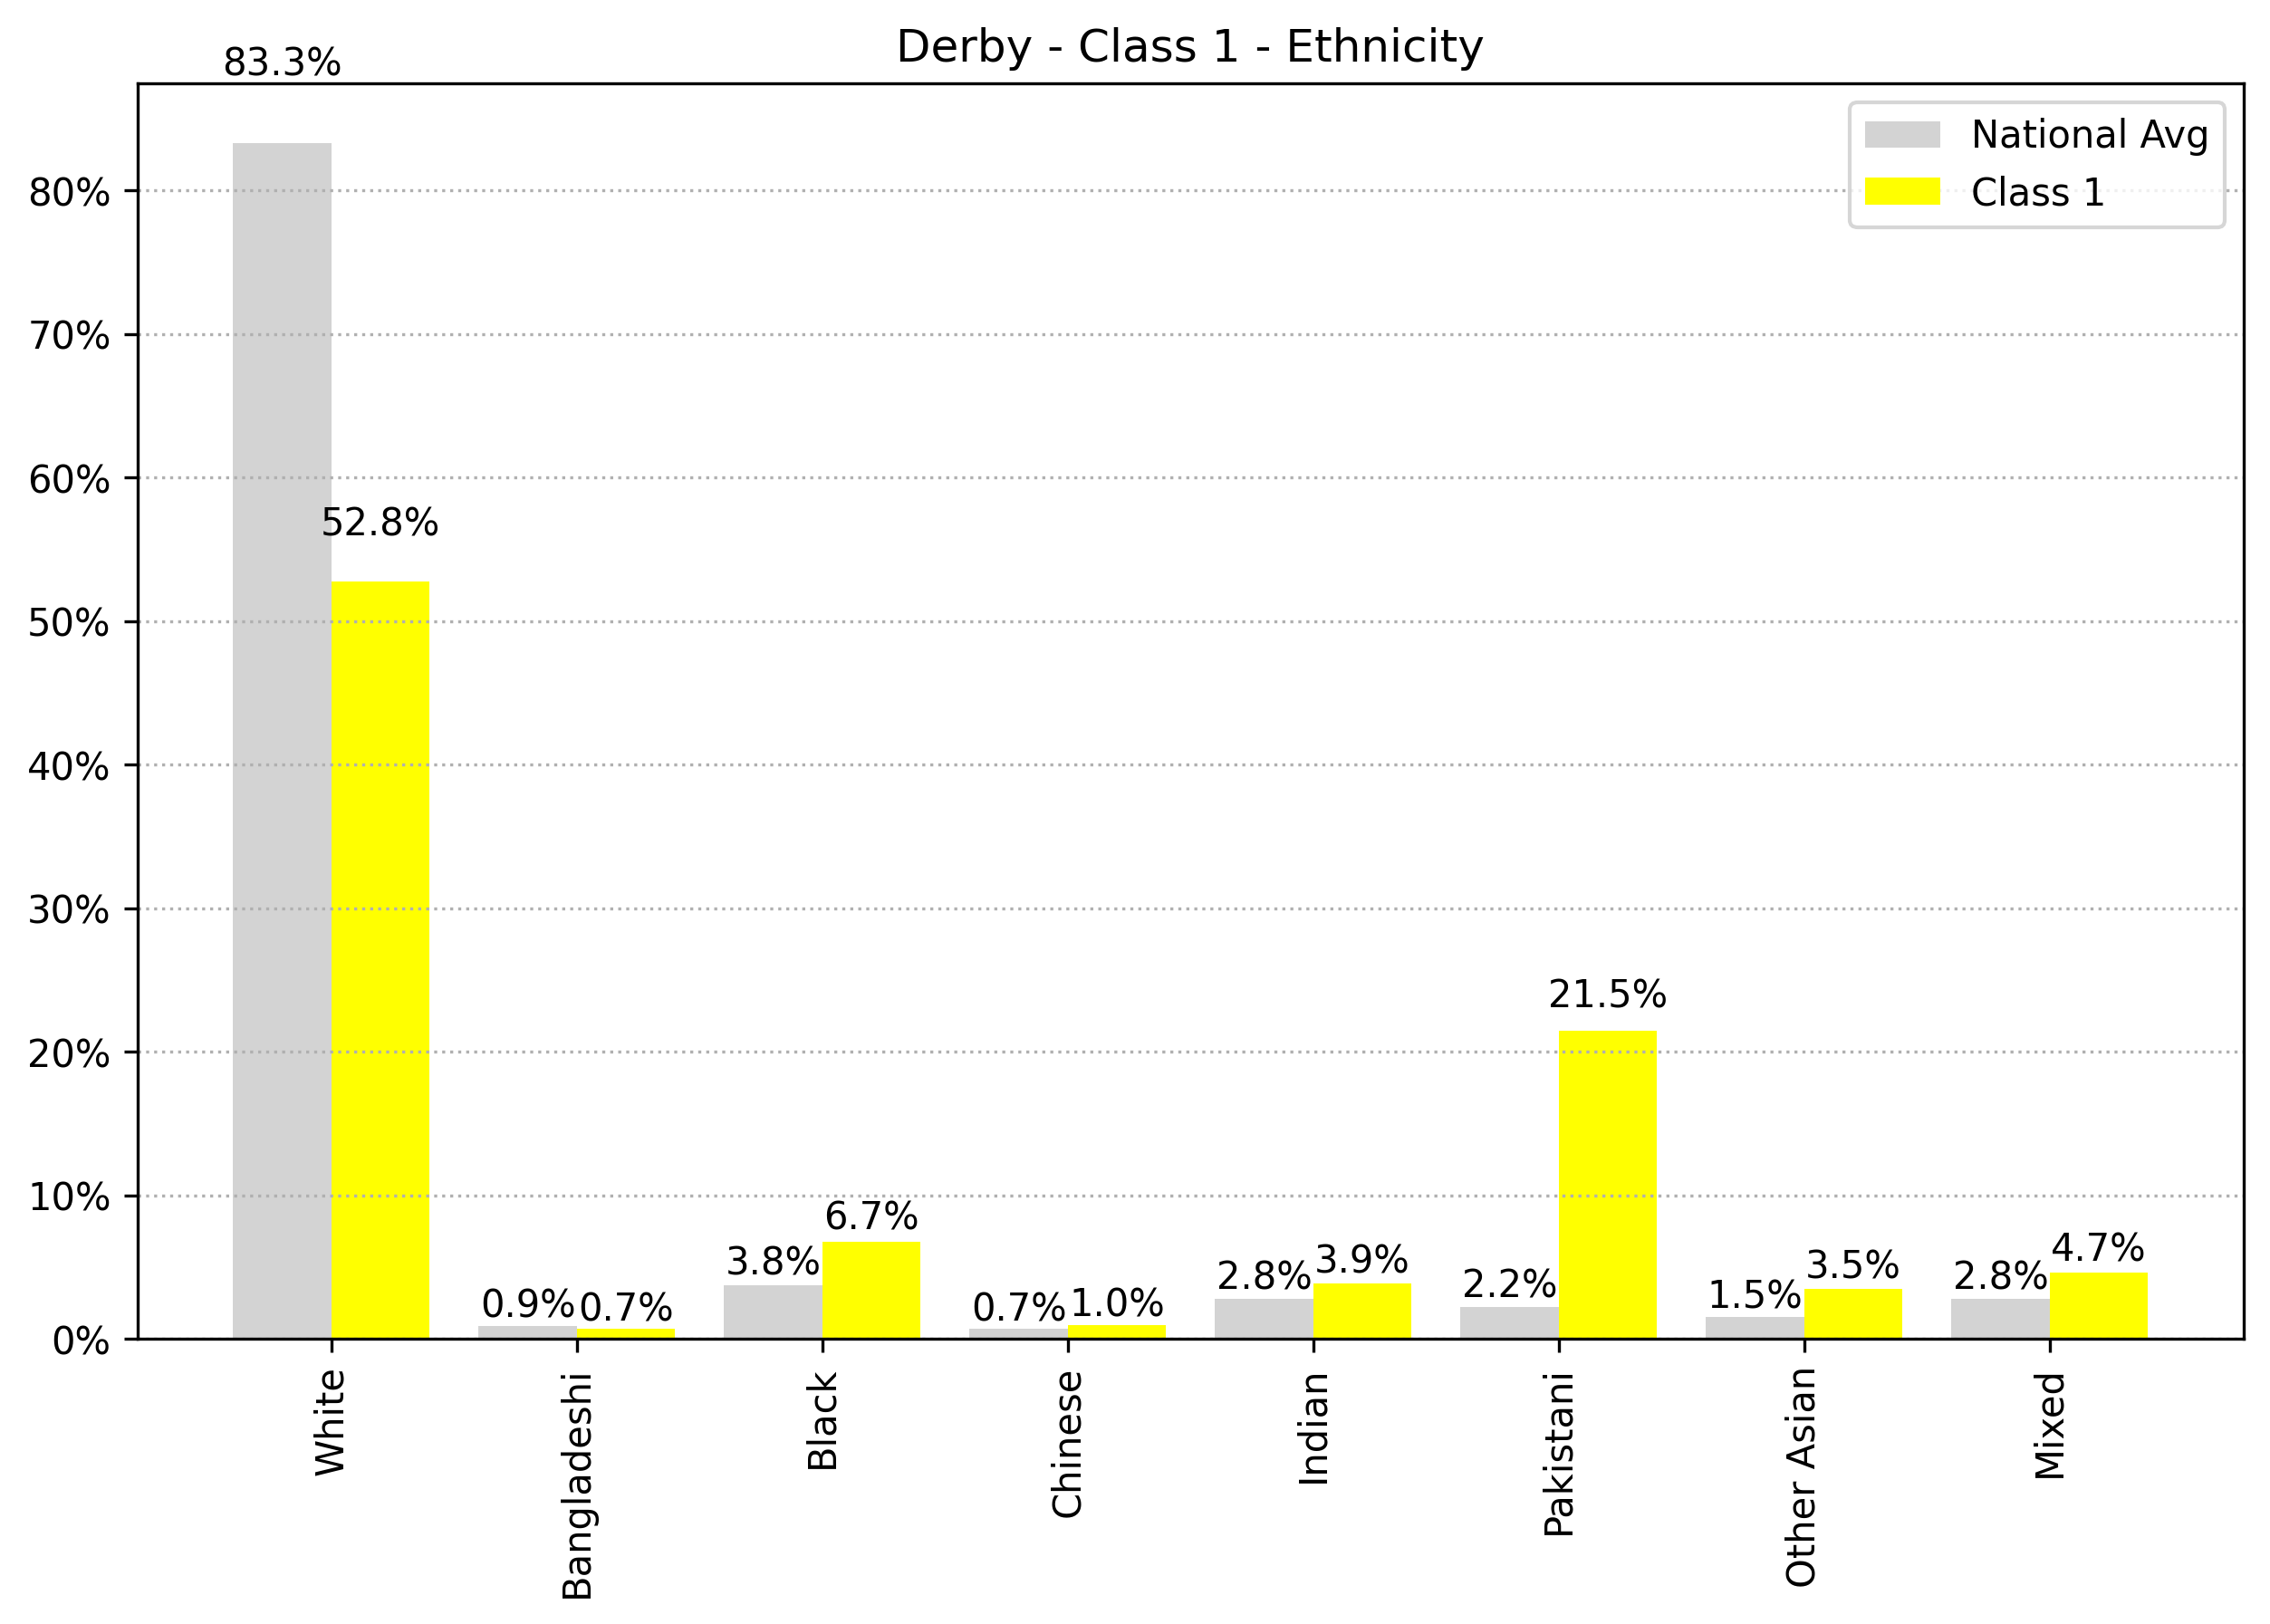 Derby - Class 1 - Ethnicity
National Avg
Class 1
80%
70%
60%
50%
40%
30%
20%
10%
0%
83.3%
52.8%
0.9%
0.7%
3.8%
6.7%
0.7%
1.0%
2.8%
3.9%
2.2%
21.5%
1.5%
3.5%
2.8%
4.7%
White
Bangladeshi
Black
Chinese
Indian
Pakistani
Other Asian
Mixed